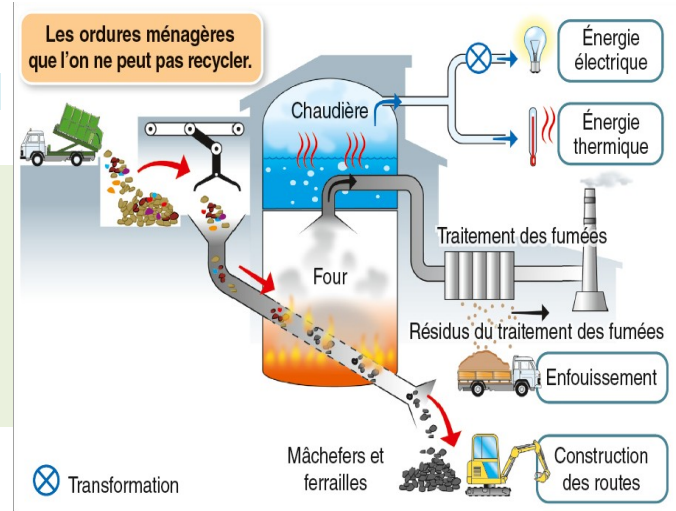 Les ordures ménagères
que l'on ne peut pas recycler.
Chaudière
Énergie
électrique
Énergie
thermique
Traitement des fumées
Four
Résidus du traitement des fumées
Enfouissement
Mâchefers et
ferrailles
Construction
des routes
Transformation